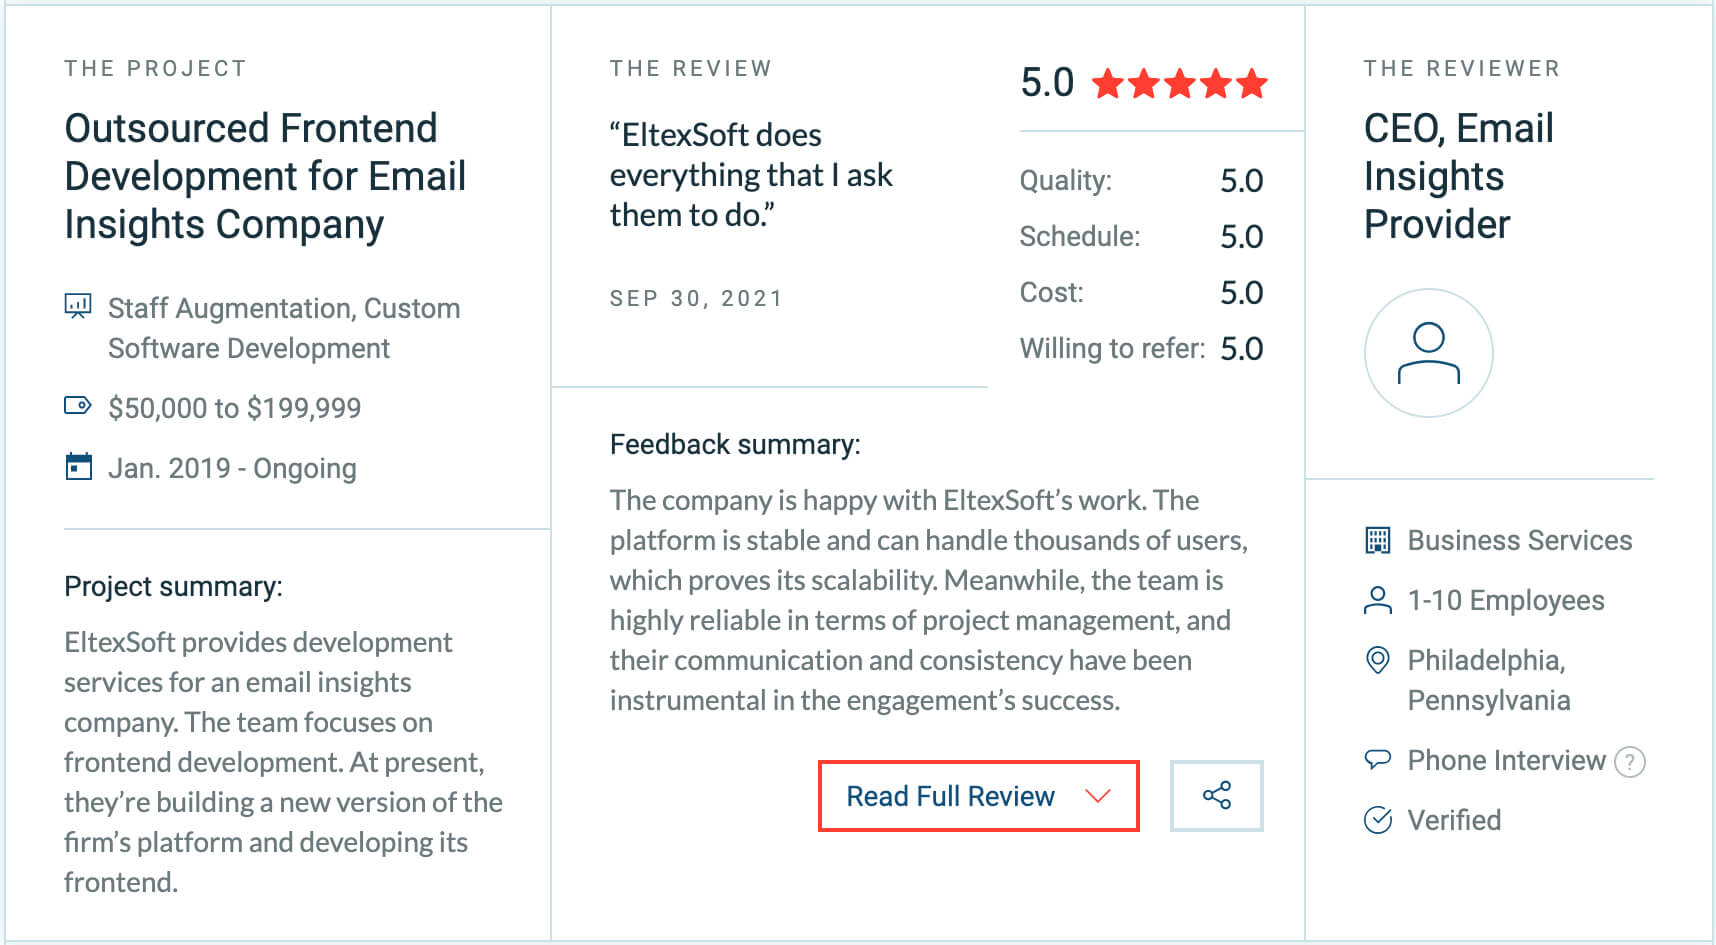 THE PROJECT
Outsourced Frontend
Development for Email
Insights Company
Staff Augmentation, Custom
Software Development
$50,000 to $199,999
Jan. 2019 - Ongoing
Project summary:
EltexSoft provides development
services for an email insights
company. The team focuses on
frontend development. At present,
they’re building a new version of the
firm’s platform and developing its
frontend.
THE REVIEW
“EltexSoft does
everything that I ask
them to do.”
SEP 30, 2021
5.0
Quality: 5.0
Schedule: 5.0
Cost: 5.0
Willing to refer: 5.0
Feedback summary:
The company is happy with EltexSoft’s work. The
platform is stable and can handle thousands of users,
which proves its scalability. Meanwhile, the team is
highly reliable in terms of project management, and
their communication and consistency have been
instrumental in the engagement’s success.
Read Full Review
THE REVIEWER
CEO, Email
Insights
Provider
Business Services
1-10 Employees
Philadelphia,
Pennsylvania
Phone Interview ?
Verified